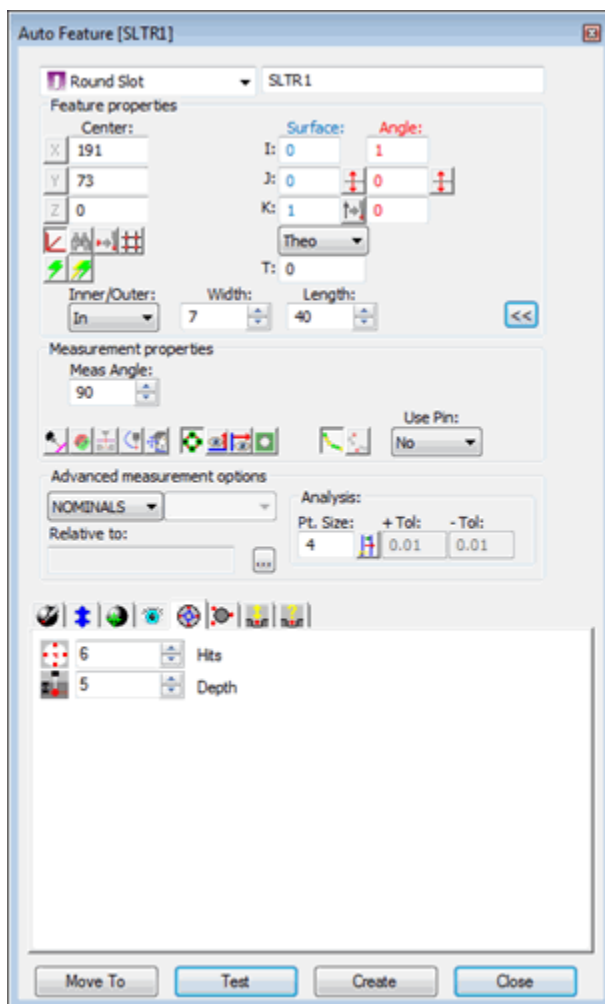 Auto Feature [SLTR1]
Round Slot SLTR1
Feature properties
Center: Surface: Angle:
X 191 I: 0 1
Y 73 J: 0 0
Z 0 K: 1 0
Theo
T: 0
Inner/Outer: Width: Length:
In 7 40 <<
Measurement properties
Meas Angle:
90
Use Pin:
No
Advanced measurement options
NOMINALS
Analysis:
Pt. Size: + Tol: - Tol:
Relative to:
4 0.01 0.01
...
6 Hits
5 Depth
Move To Test Create Close